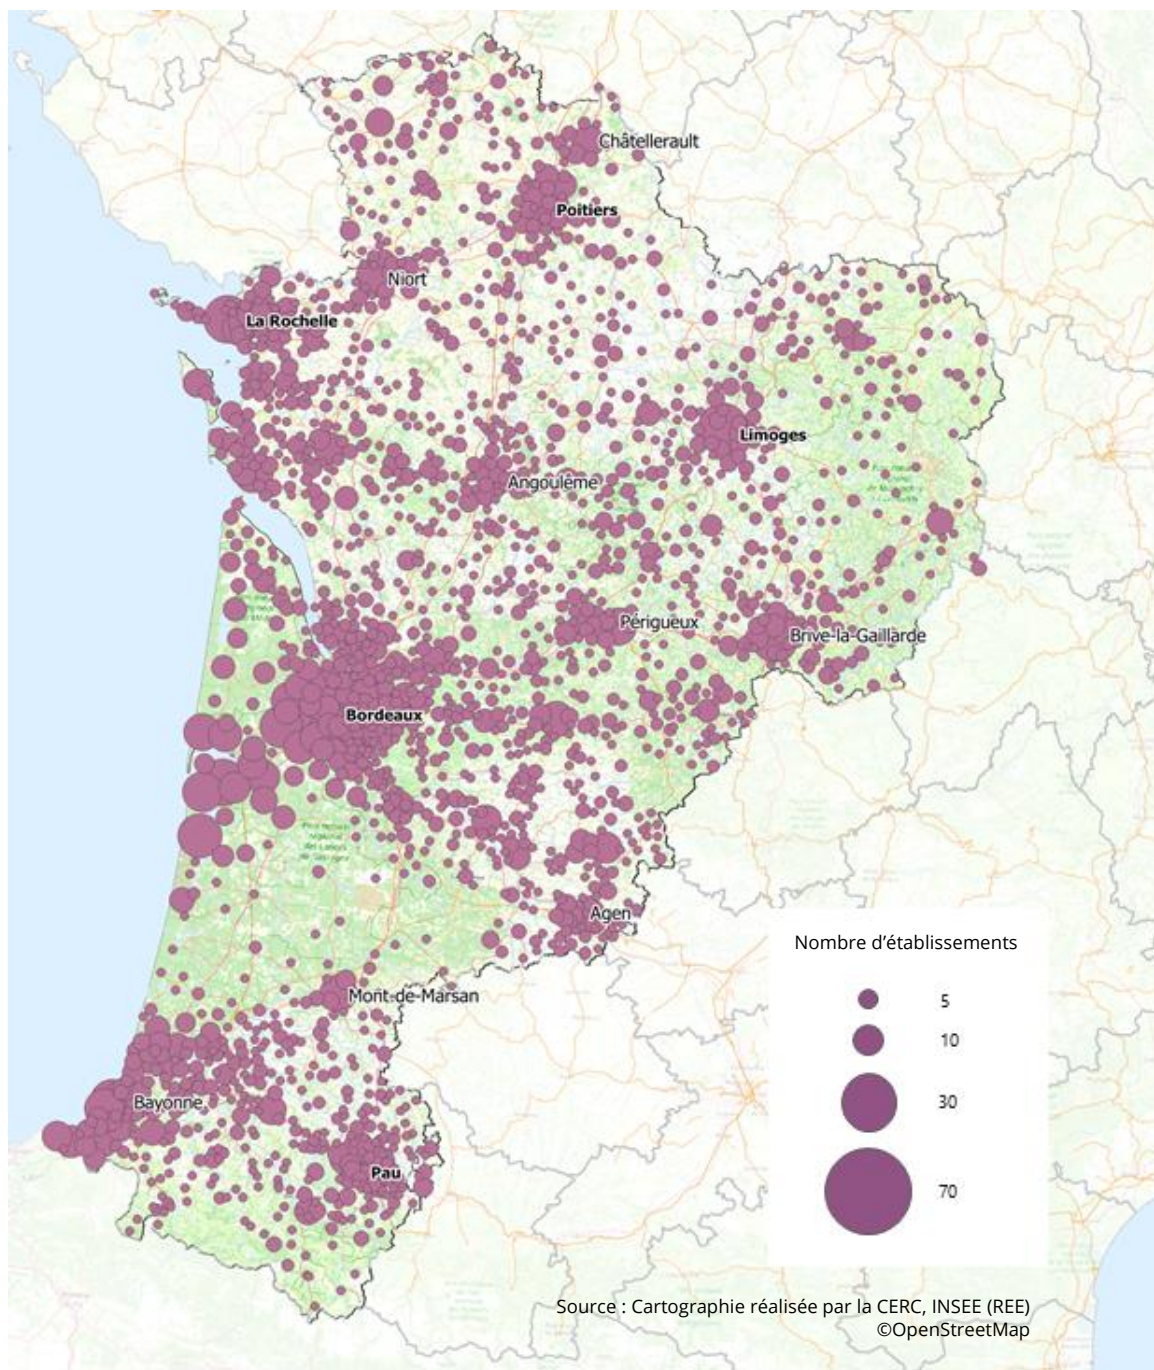 Châtellerault
Poitiers
Niort
La Rochelle
Limoges
Angoulême
Périgueux
Brive-la-Gaillarde
Bordeaux
Agen
Mont-de-Marsan
Bayonne
Pau
Nombre d’établissements
5
10
30
70
Source : Cartographie réalisée par la CERC, INSEE (REE)
©OpenStreetMap